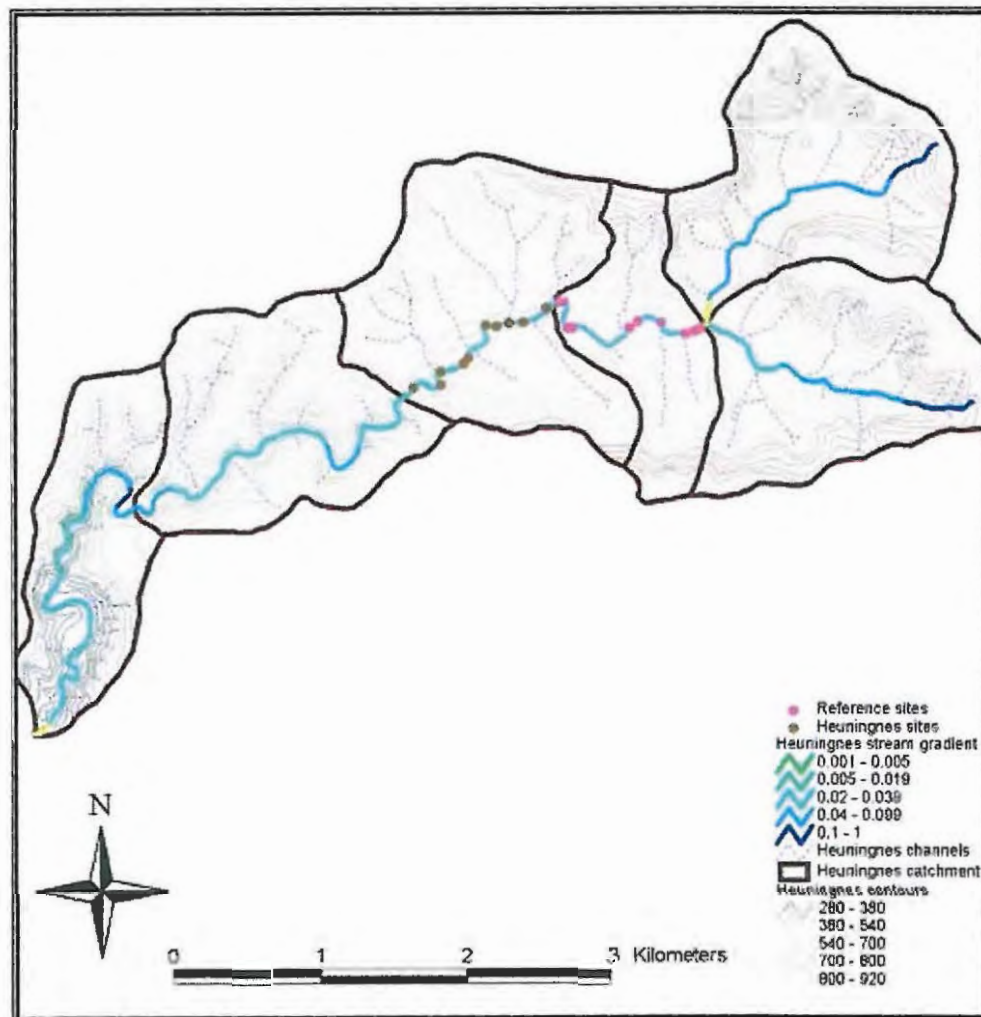 Reference sites
Heuningnes sites
Heuningnes stream gradient
0.001 - 0.005
0.005 - 0.019
0.02 - 0.039
0.04 - 0.099
0.1 - 1
Heuningnes channels
Heuningnes catchment
Heuningnes contours
280 - 380
380 - 540
540 - 700
700 - 800
800 - 920
N
0 1 2 3 Kilometers